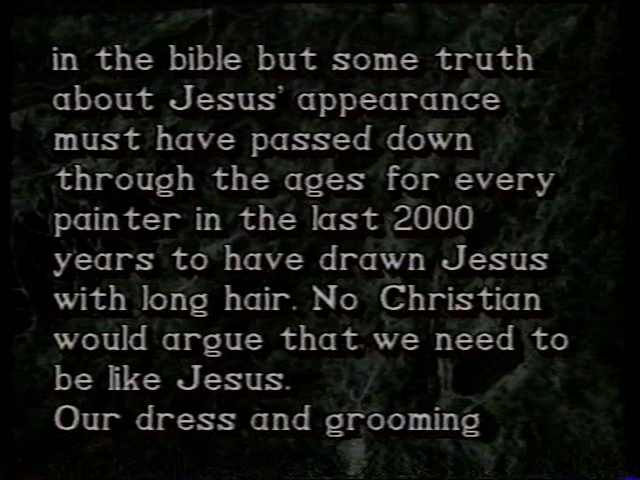 in the bible but some truth
about Jesus' appearance
must have passed down
through the ages for every
painter in the last 2000
years to have drawn Jesus
with long hair. No Christian
would argue that we need to
be like Jesus.
Our dress and grooming